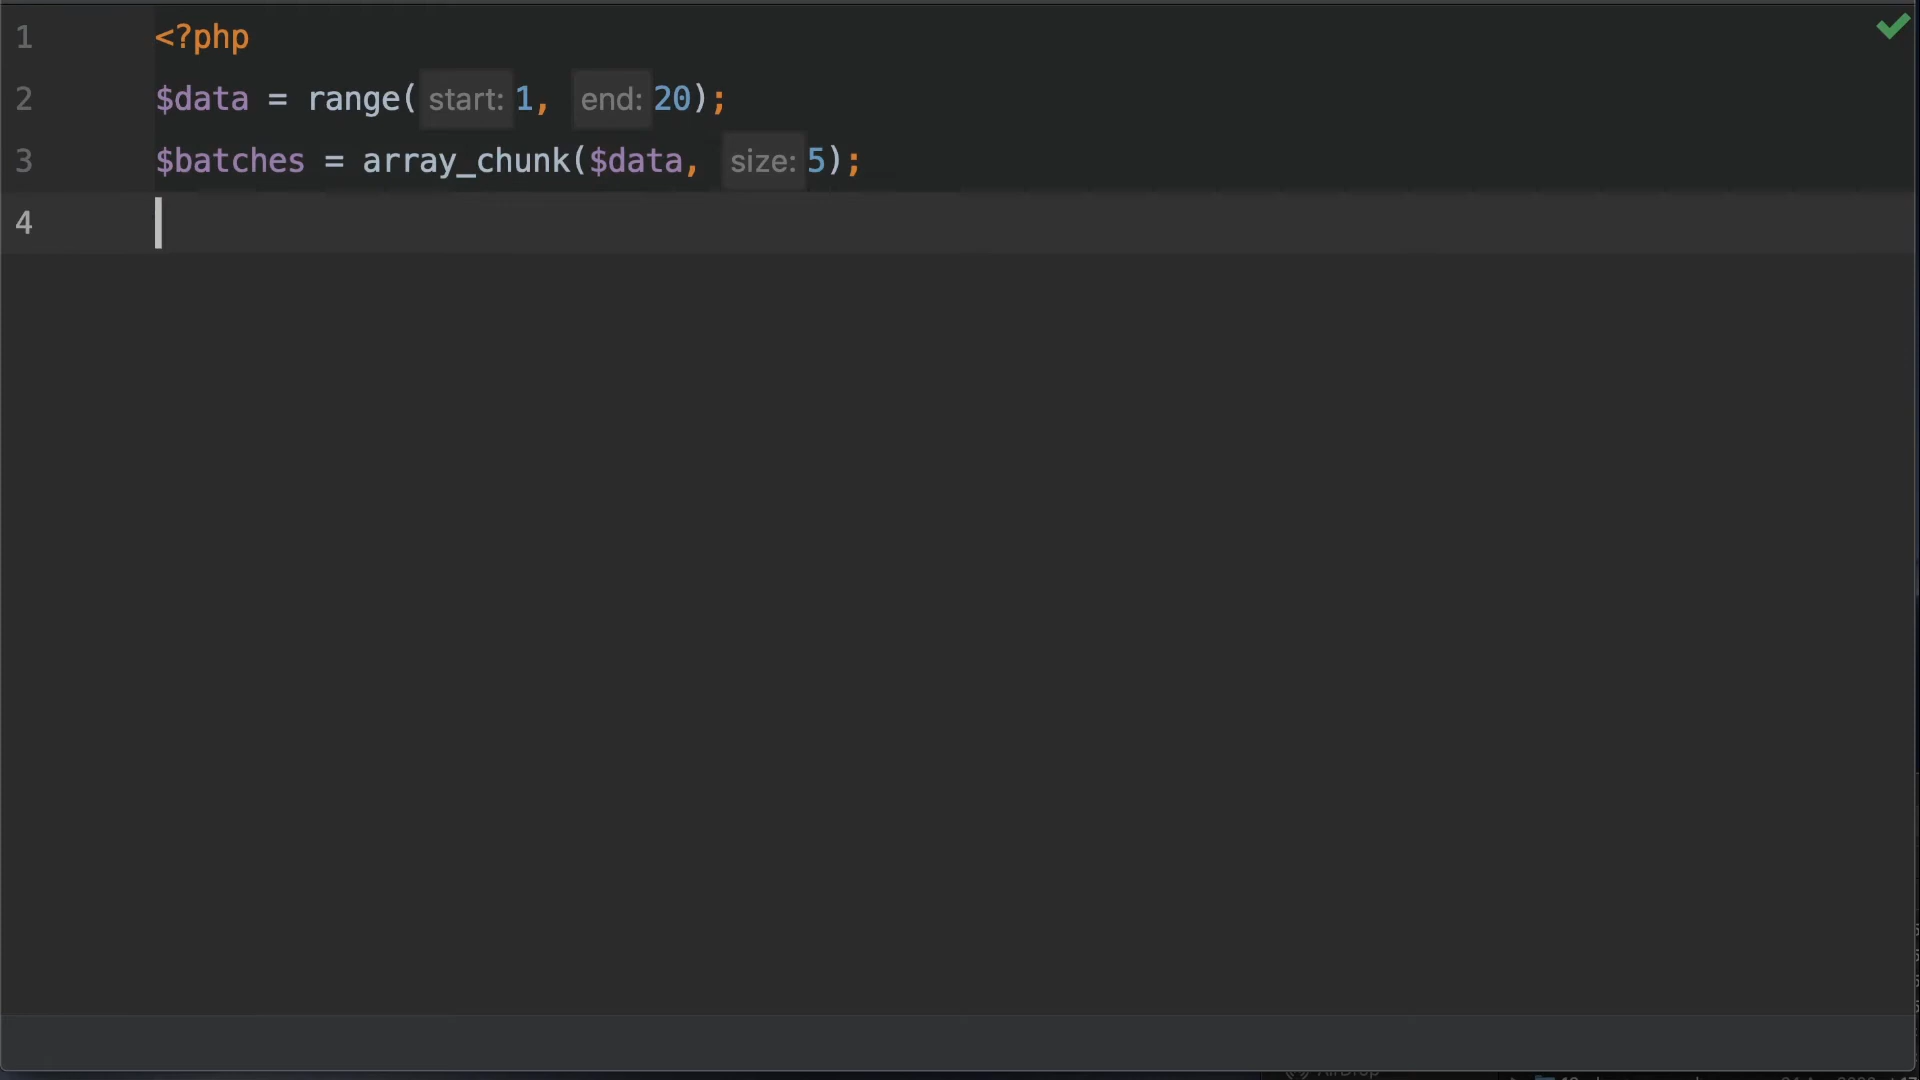 1 <?php
2 $data = range( start: 1, end: 20);
3 $batches = array_chunk($data, size: 5);
4